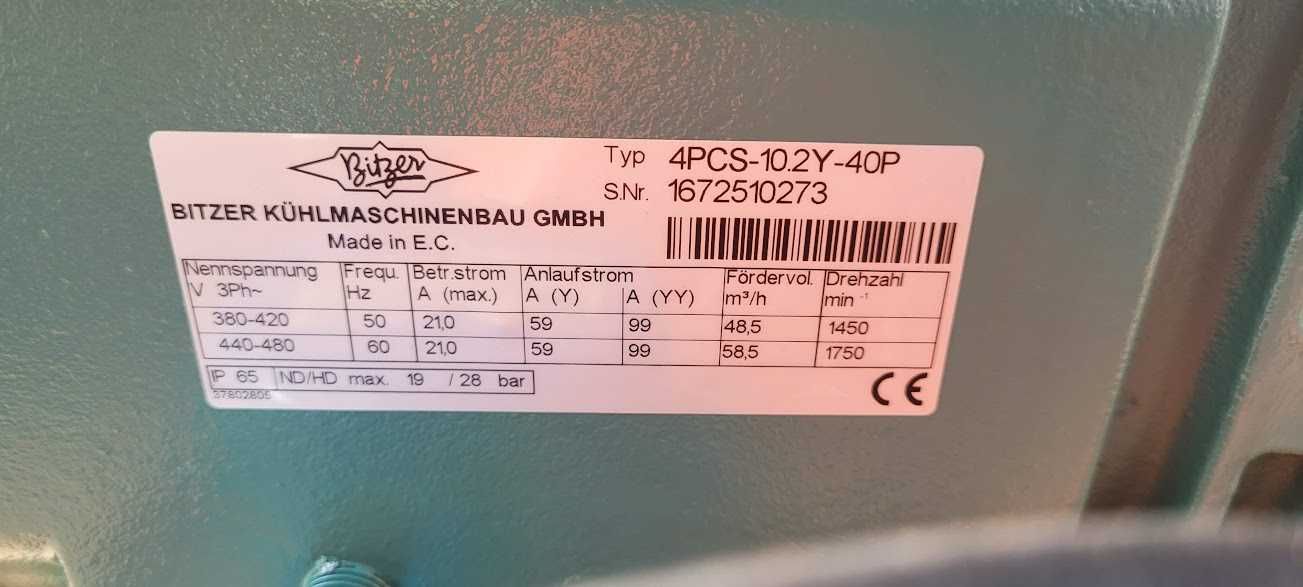 Bitzer
Typ 4PCS-10.2Y-40P
S.Nr. 1672510273
BITZER KÜHLMASCHINENBAU GMBH
Made in E.C.
Nennspannung Frequ. Betr.strom Anlaufstrom Fördervol. Drehzahl
V 3Ph~ Hz A (max.) A (Y) A (YY) m³/h min -1
380-420 50 21,0 59 99 48,5 1450
440-480 60 21,0 59 99 58,5 1750
IP 65 ND/HD max. 19 / 28 bar
37802805
CE